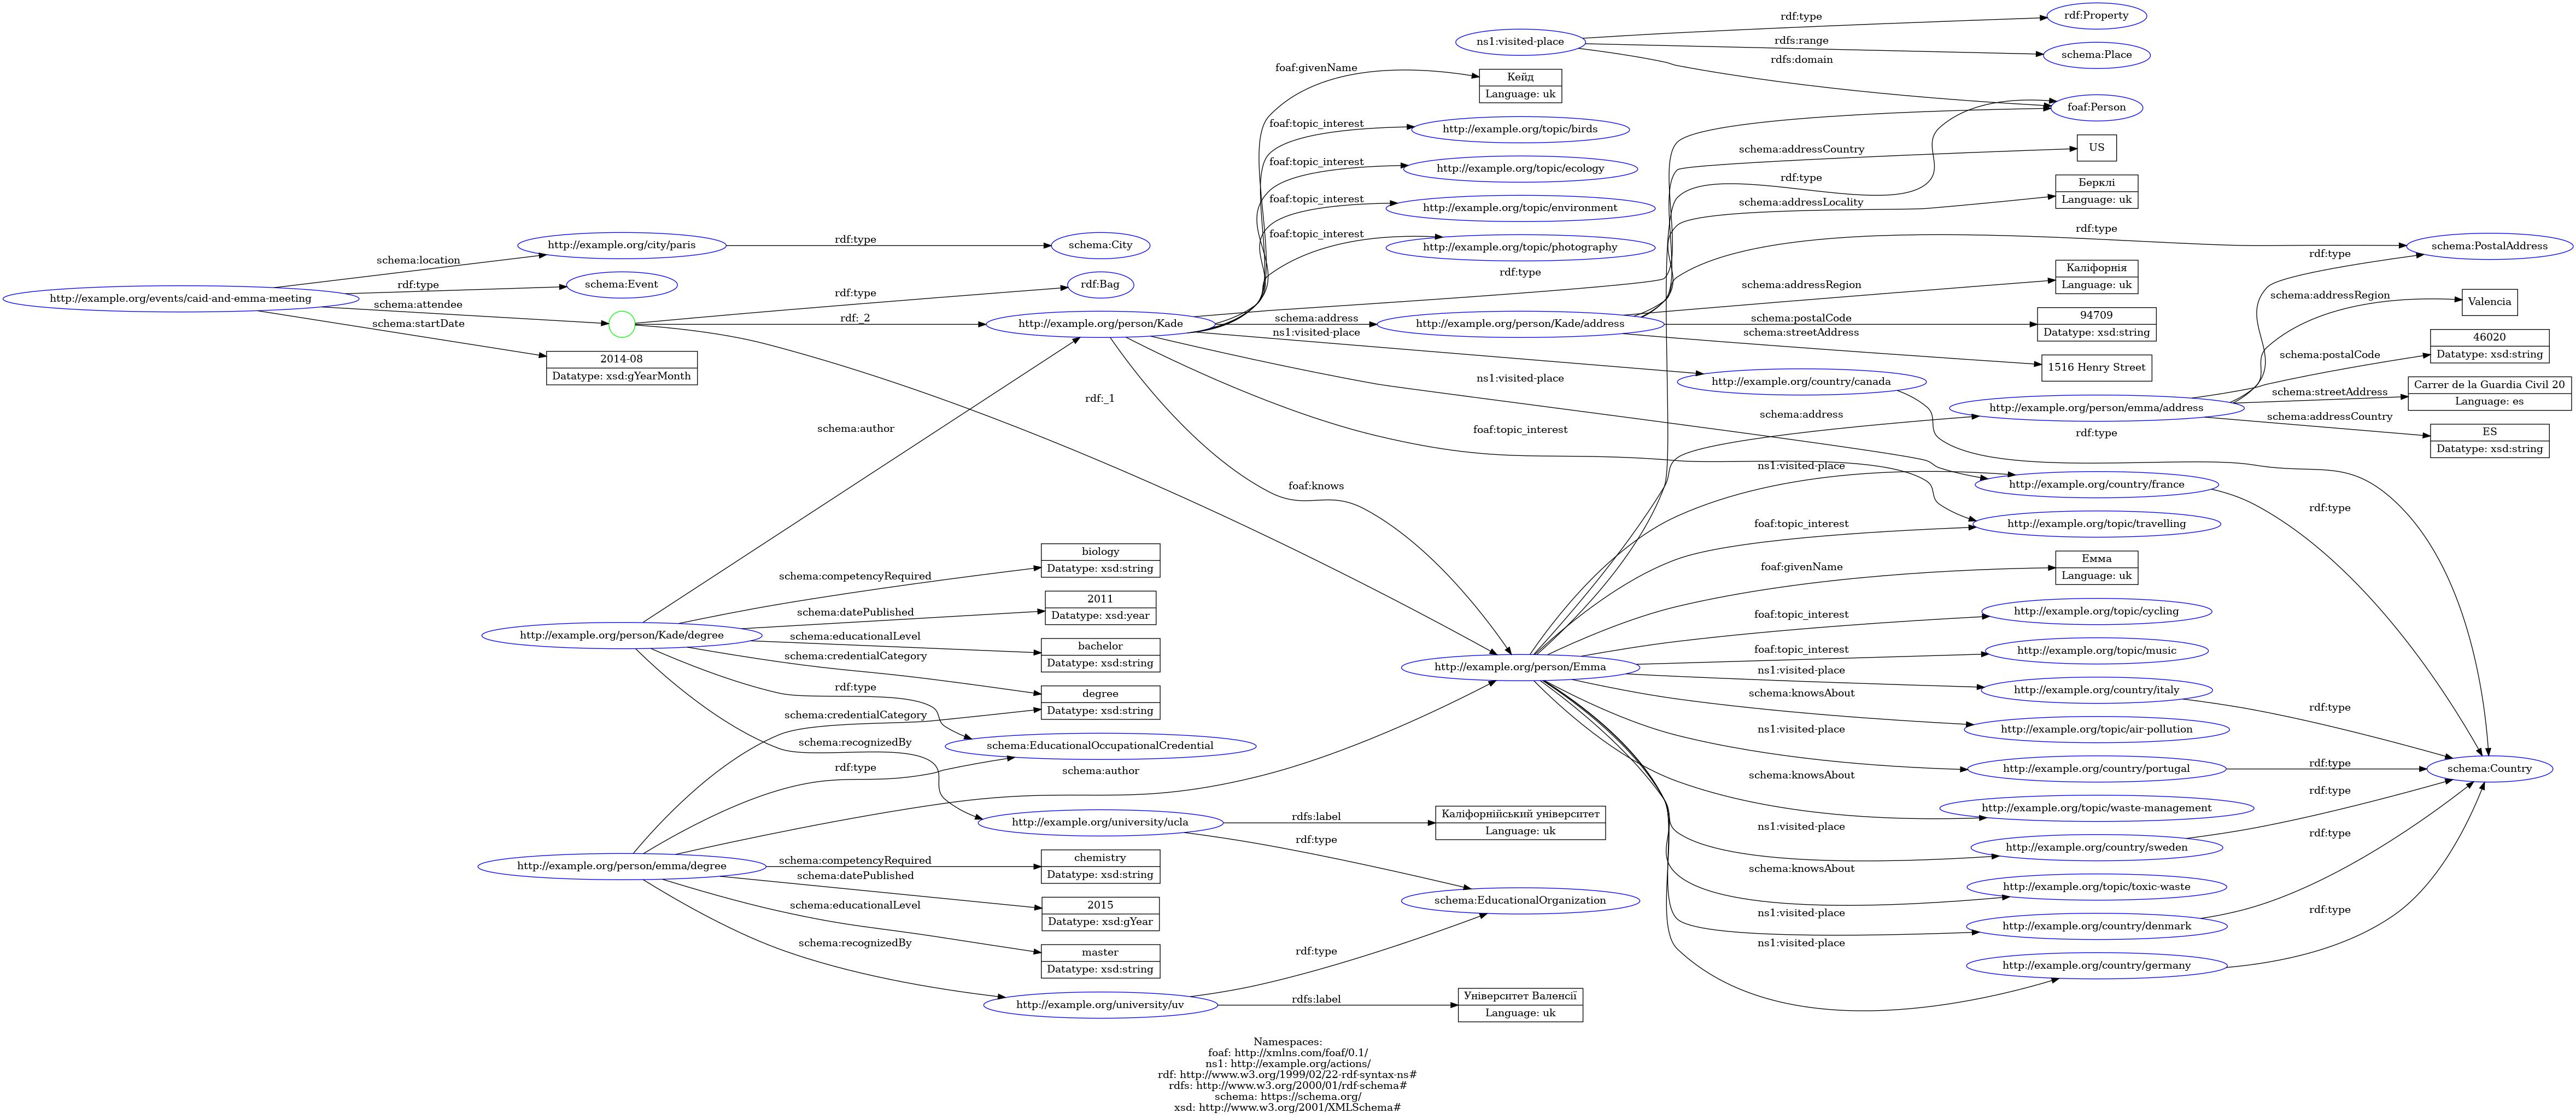 rdf:type
rdf:Property
ns1:visited-place
rdfs:range
schema:Place
rdfs:domain
foaf:givenName
Кейд
Language: uk
foaf:Person
foaf:topic_interest
http://example.org/topic/birds
US
schema:addressCountry
foaf:topic_interest
http://example.org/topic/ecology
rdf:type
Берклі
Language: uk
foaf:topic_interest
http://example.org/topic/environment
schema:addressLocality
foaf:topic_interest
http://example.org/topic/photography
rdf:type
schema:PostalAddress
http://example.org/city/paris
rdf:type
schema:City
schema:location
rdf:type
rdf:type
Каліфорнія
Language: uk
schema:addressRegion
http://example.org/events/caid-and-emma-meeting
rdf:type
schema:Event
rdf:type
rdf:Bag
schema:addressRegion
Valencia
schema:attendee
rdf:_2
http://example.org/person/Kade
schema:address
http://example.org/person/Kade/address
schema:postalCode
94709
Datatype: xsd:string
schema:startDate
ns1:visited-place
schema:streetAddress
46020
Datatype: xsd:string
2014-08
Datatype: xsd:gYearMonth
1516 Henry Street
schema:postalCode
ns1:visited-place
http://example.org/country/canada
Carrer de la Guardia Civil 20
Language: es
schema:streetAddress
rdf:_1
http://example.org/person/emma/address
schema:address
schema:addressCountry
schema:author
foaf:topic_interest
rdf:type
ES
Datatype: xsd:string
ns1:visited-place
foaf:knows
http://example.org/country/france
rdf:type
foaf:topic_interest
http://example.org/topic/travelling
biology
Datatype: xsd:string
schema:competencyRequired
foaf:givenName
Емма
Language: uk
2011
Datatype: xsd:year
schema:datePublished
foaf:topic_interest
http://example.org/topic/cycling
http://example.org/person/Kade/degree
schema:educationalLevel
bachelor
Datatype: xsd:string
foaf:topic_interest
http://example.org/topic/music
schema:credentialCategory
http://example.org/person/Emma
ns1:visited-place
http://example.org/country/italy
rdf:type
degree
Datatype: xsd:string
schema:knowsAbout
rdf:type
schema:credentialCategory
ns1:visited-place
http://example.org/topic/air-pollution
schema:recognizedBy
schema:EducationalOccupationalCredential
rdf:type
schema:author
schema:knowsAbout
http://example.org/country/portugal
rdf:type
schema:Country
rdf:type
http://example.org/university/ucla
rdfs:label
Каліфорнійський університет
Language: uk
ns1:visited-place
http://example.org/topic/waste-management
rdf:type
rdf:type
http://example.org/country/sweden
http://example.org/person/emma/degree
schema:competencyRequired
chemistry
Datatype: xsd:string
schema:knowsAbout
schema:datePublished
http://example.org/topic/toxic-waste
schema:educationalLevel
2015
Datatype: xsd:gYear
schema:EducationalOrganization
ns1:visited-place
rdf:type
http://example.org/country/denmark
schema:recognizedBy
master
Datatype: xsd:string
rdf:type
ns1:visited-place
http://example.org/country/germany
http://example.org/university/uv
rdfs:label
Університет Валенсії
Language: uk
Namespaces:
foaf: http://xmlns.com/foaf/0.1/
ns1: http://example.org/actions/
rdf: http://www.w3.org/1999/02/22-rdf-syntax-ns#
rdfs: http://www.w3.org/2000/01/rdf-schema#
schema: https://schema.org/
xsd: http://www.w3.org/2001/XMLSchema#